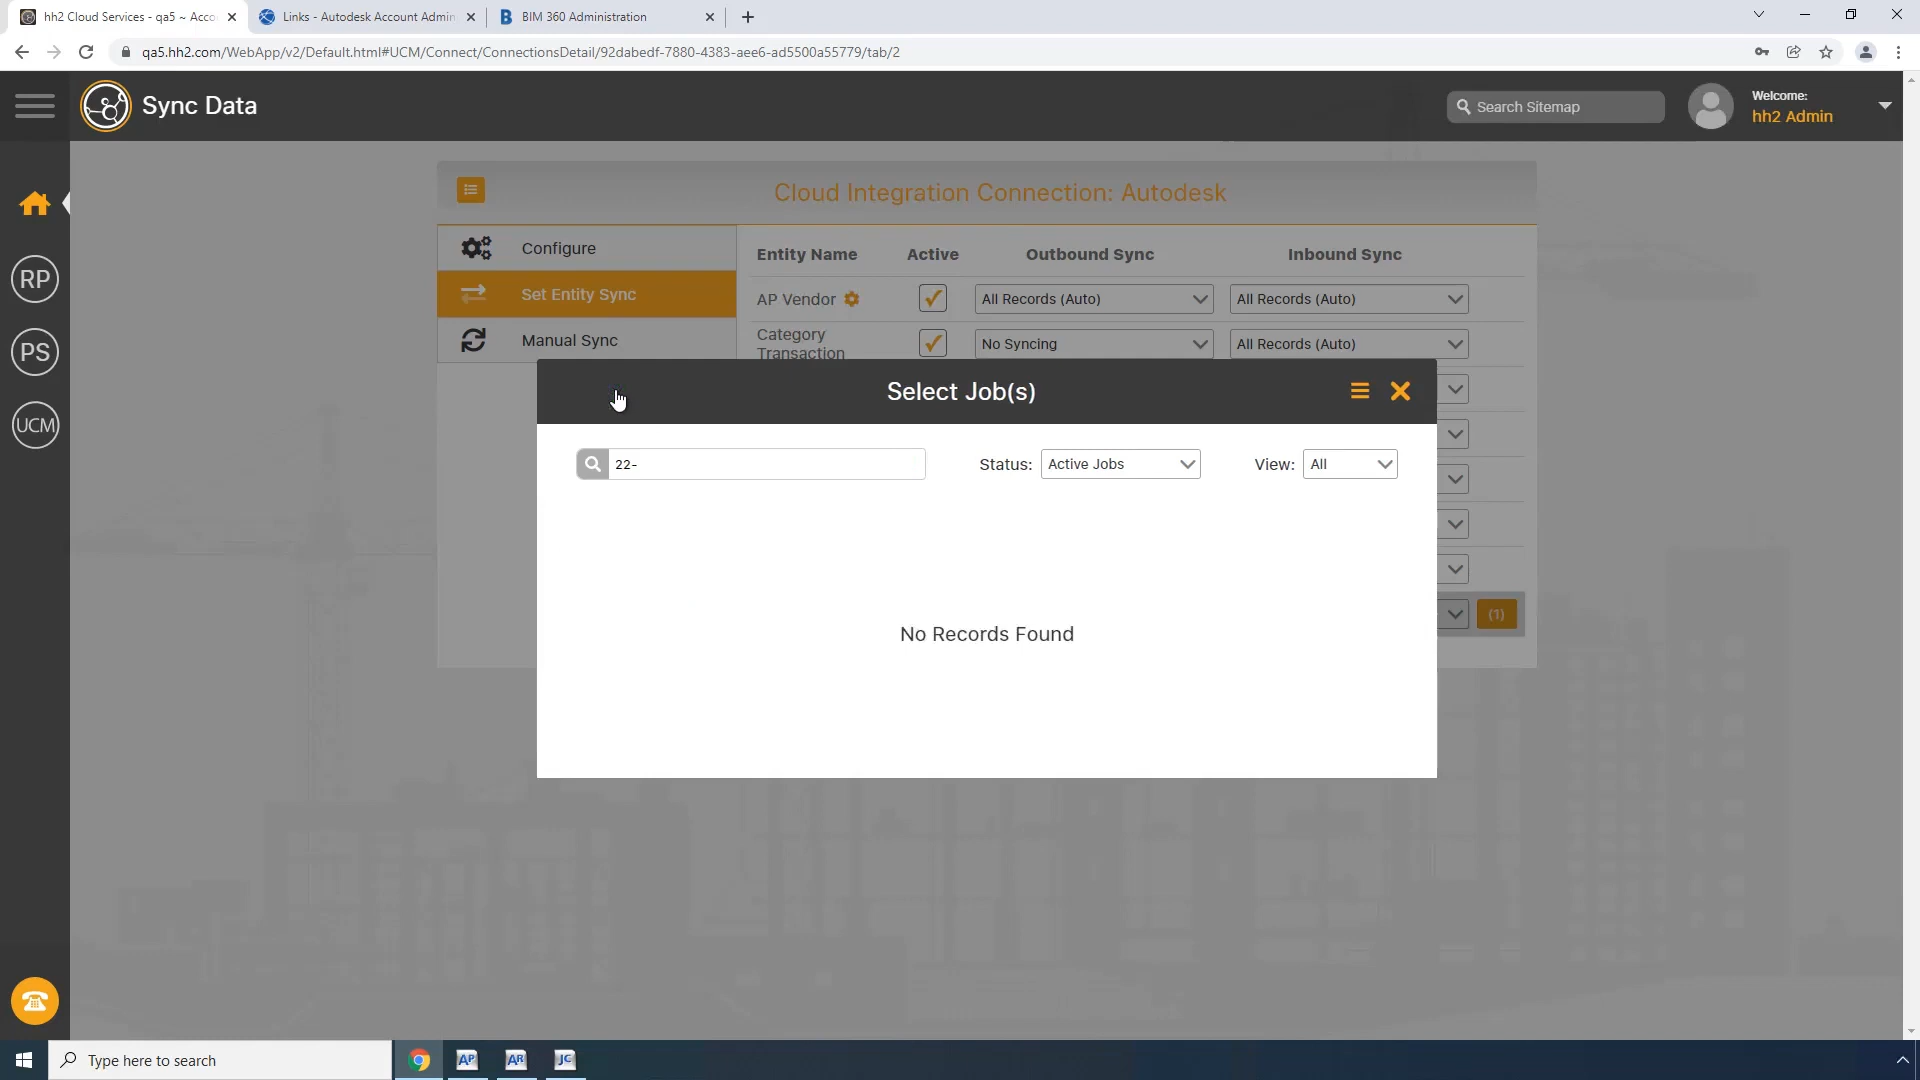 hh2 Cloud Services - qa5 ~ Acco
Links - Autodesk Account Admin
BIM 360 Administration
qa5.hh2.com/WebApp/v2/Default.html#UCM/Connect/ConnectionsDetail/92dabedf-7880-4383-aee6-ad5500a55779/tab/2
Sync Data
Search Sitemap
Welcome:
hh2 Admin
Cloud Integration Connection: Autodesk
Configure
Entity Name Active Outbound Sync Inbound Sync
Set Entity Sync
AP Vendor All Records (Auto) All Records (Auto)
RP
Manual Sync
Category
Transaction No Syncing All Records (Auto)
PS
Select Job(s)
UCM
22- Status: Active Jobs View: All
(1)
No Records Found
Type here to search
AP AR JC